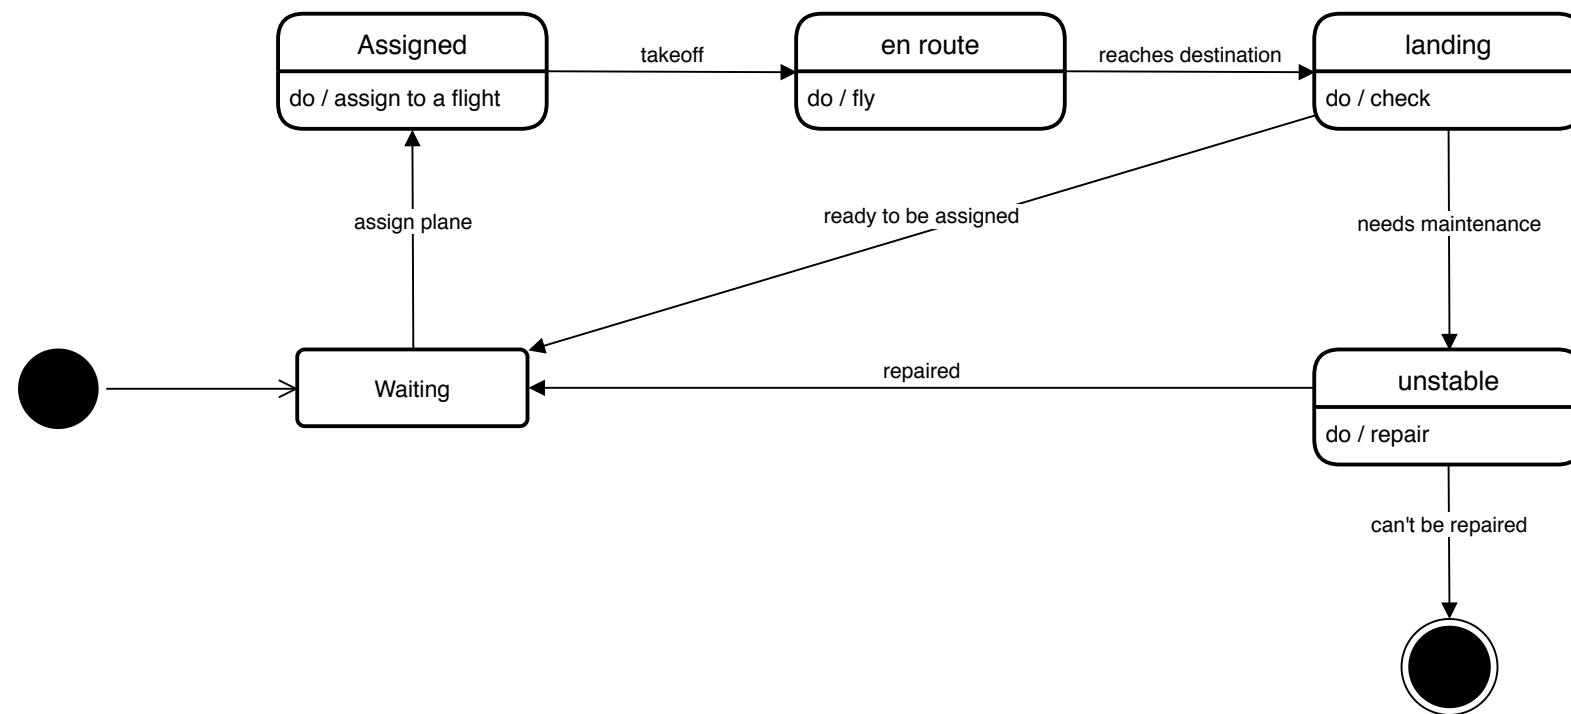 Assigned
do / assign to a flight
takeoff
en route
do / fly
reaches destination
landing
do / check
assign plane
ready to be assigned
needs maintenance
Waiting
repaired
unstable
do / repair
can't be repaired